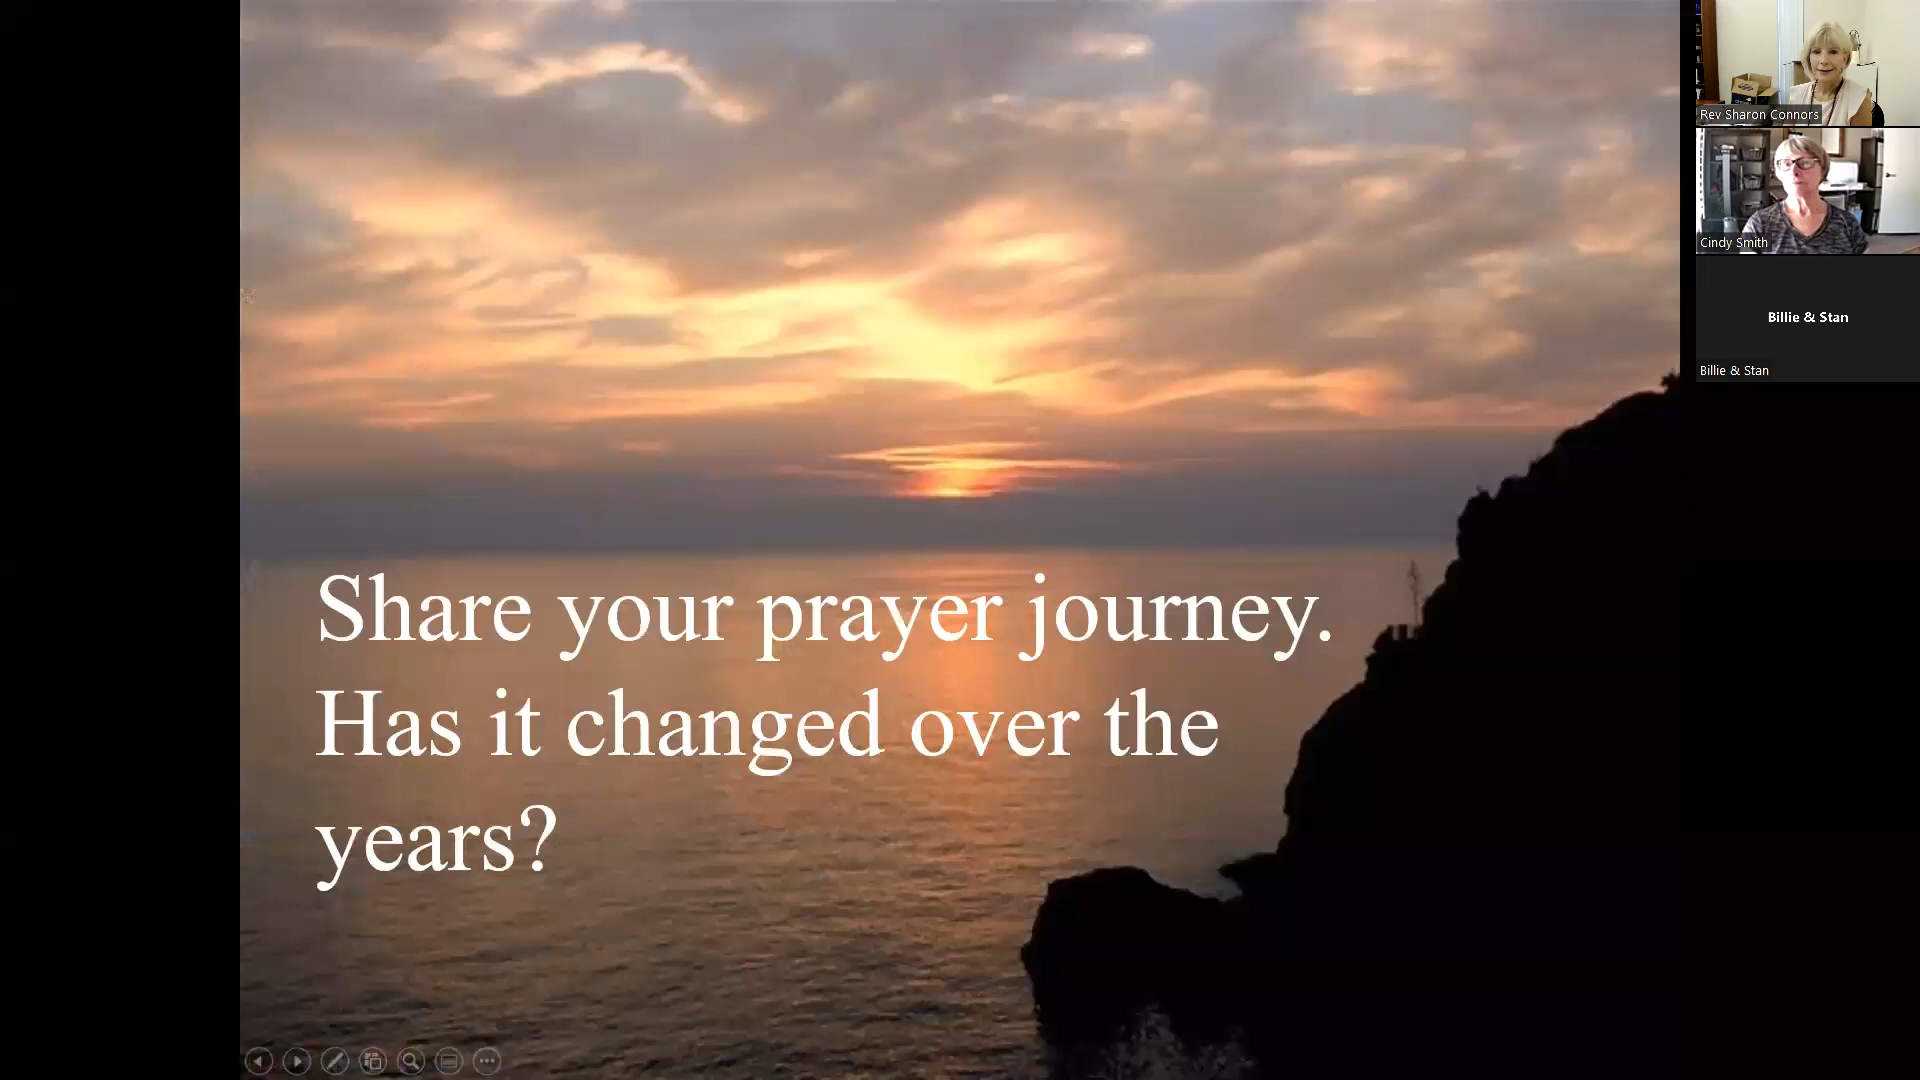 Share your prayer journey.
Has it changed over the
years?
Rev Sharon Connors
Cindy Smith
Billie & Stan
Billie & Stan